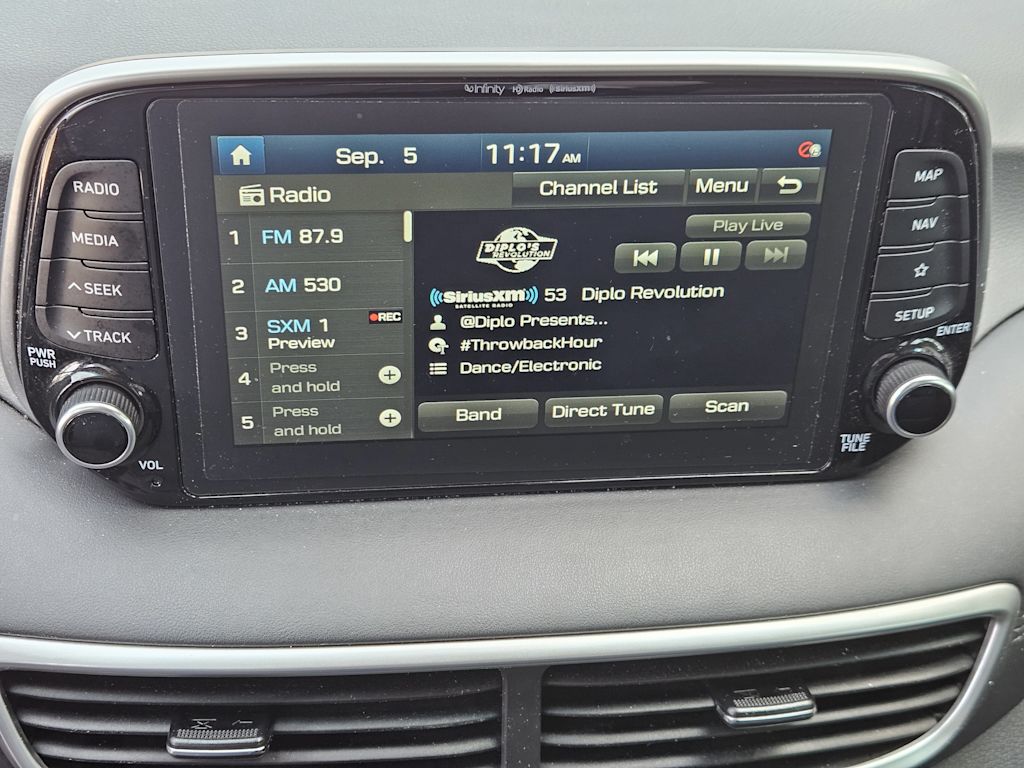 infinity HD Radio ((SiriusXM))
Sep. 5 11:17 AM
Radio
Channel List Menu
1 FM 87.9
2 AM 530
3 SXM 1
Preview
REC
4 Press
and hold
5 Press
and hold
Play Live
DIPLO'S
REVOLUTION
((SiriusXM)) 53 Diplo Revolution
SATELLITE RADIO
@Diplo Presents...
#ThrowbackHour
Dance/Electronic
Band Direct Tune Scan
RADIO
MEDIA
SEEK
TRACK
PWR
PUSH
VOL
MAP
NAV
SETUP
ENTER
TUNE
FILE